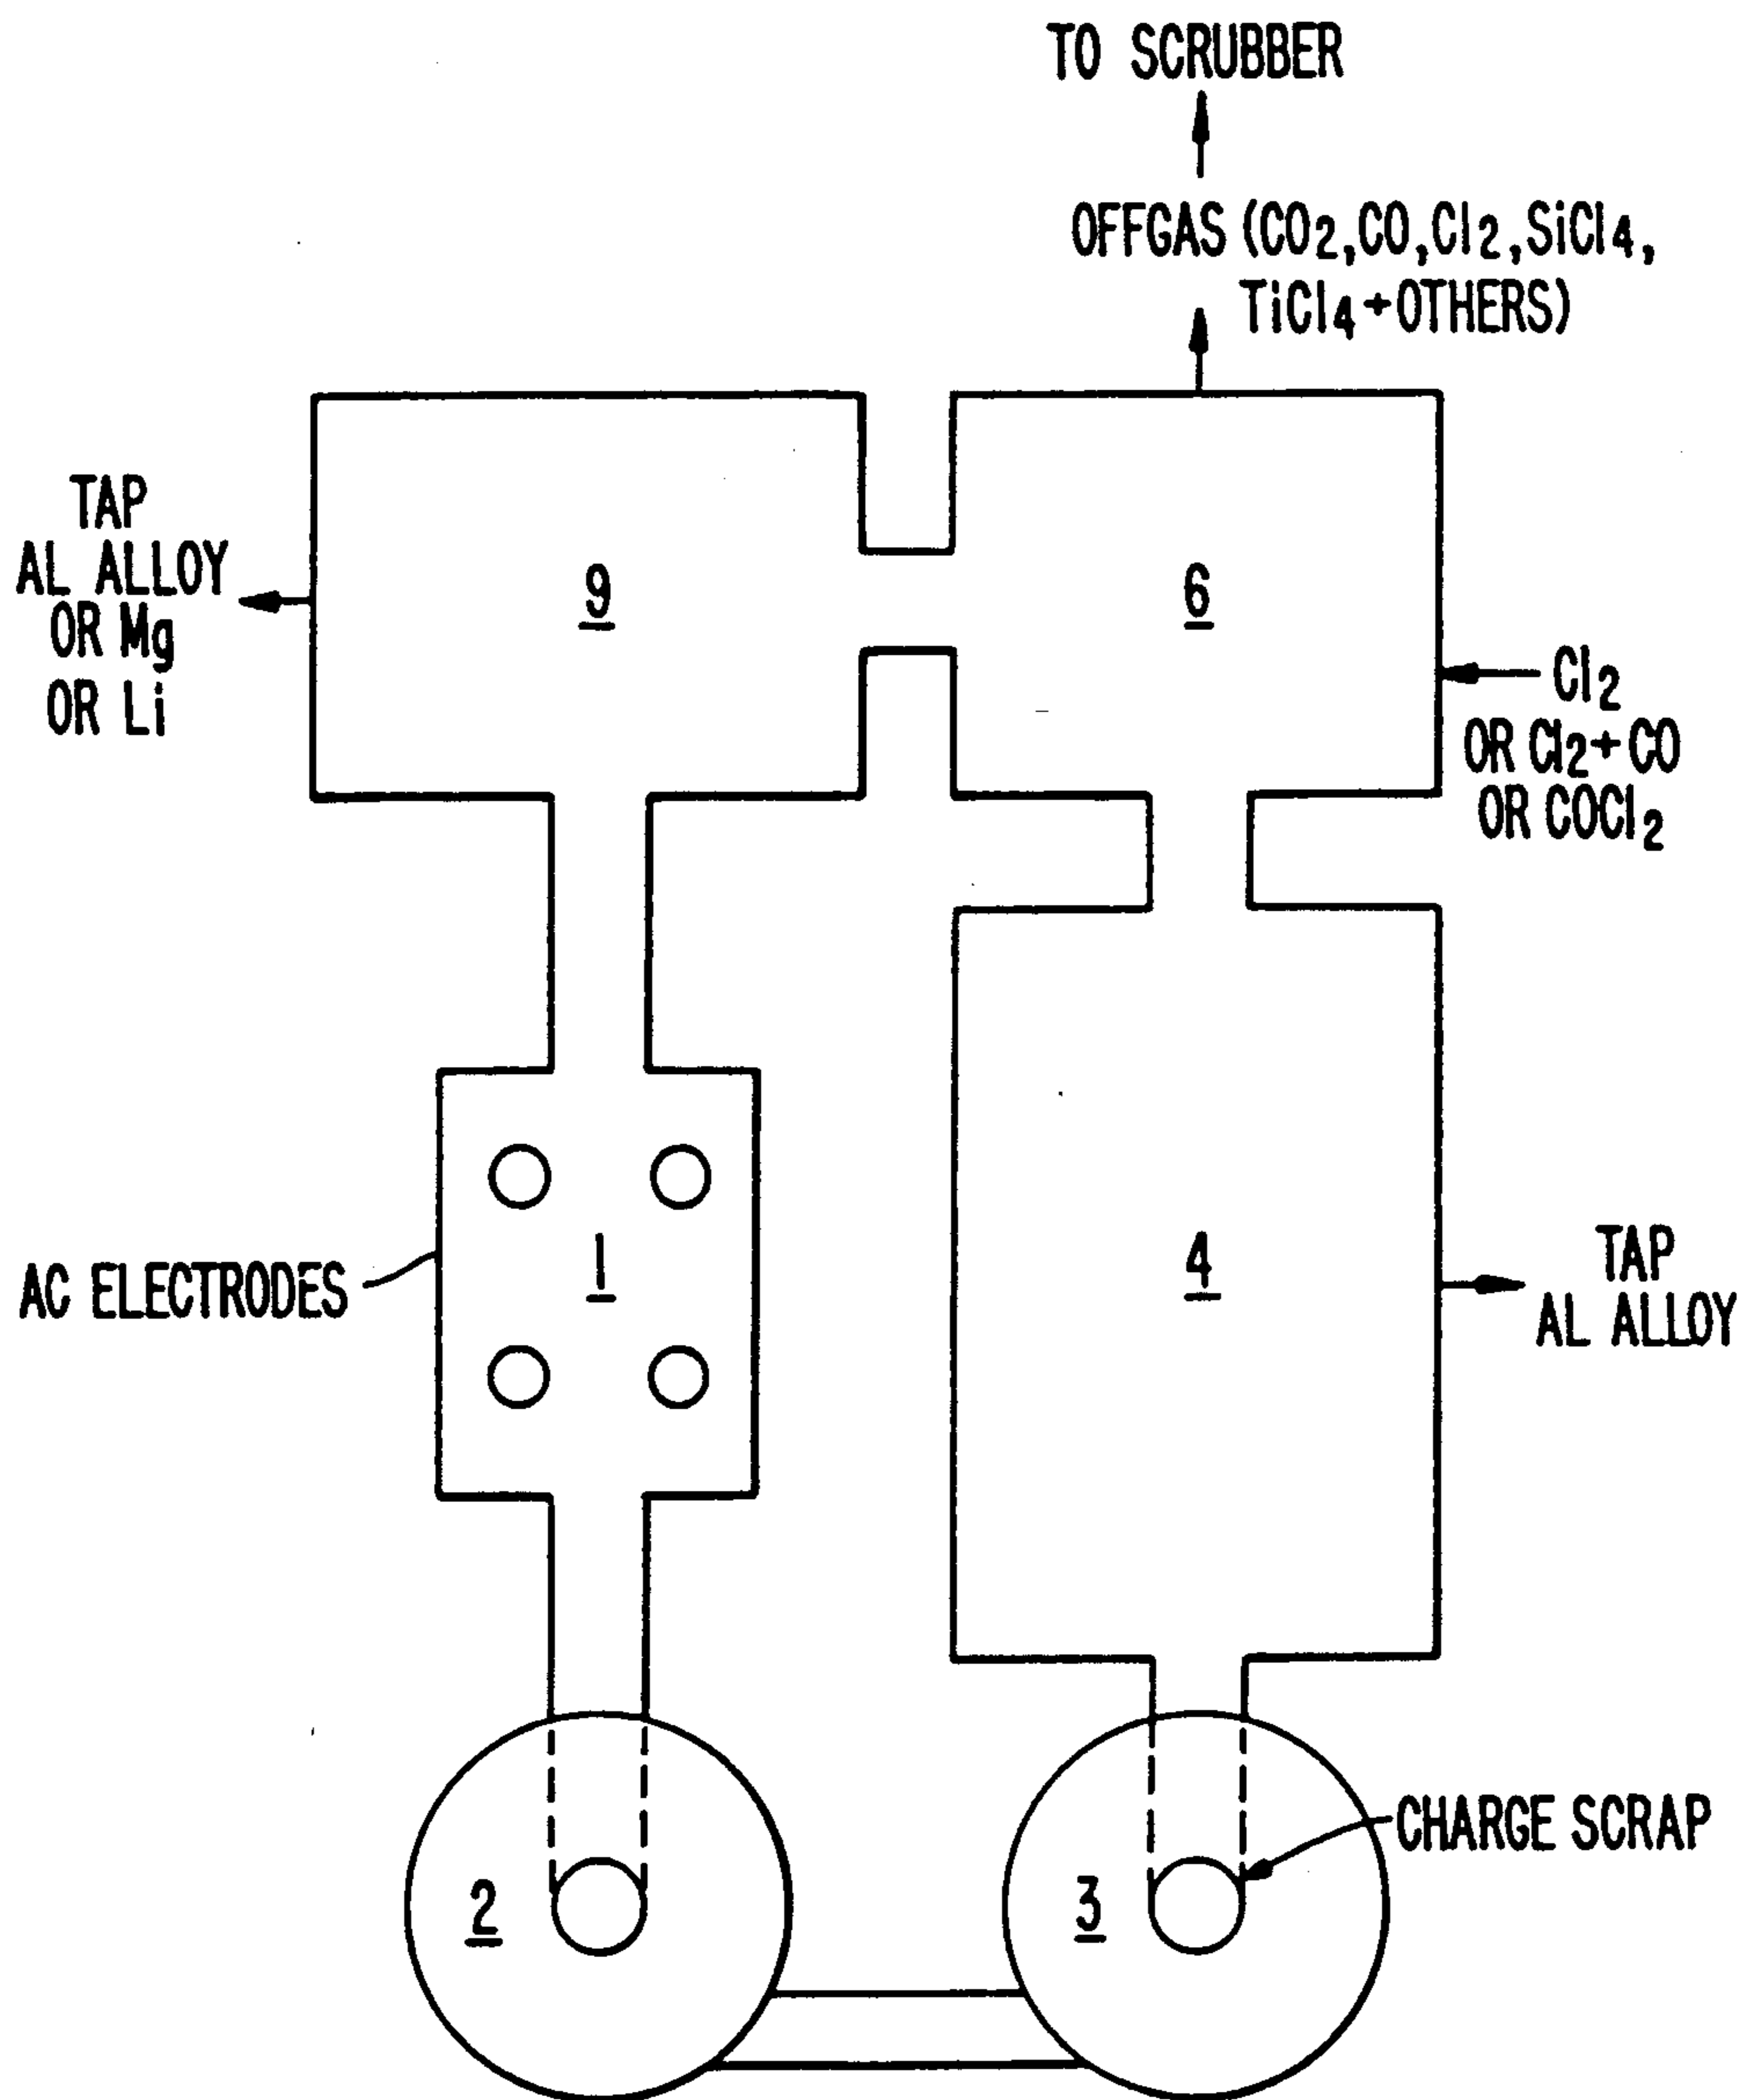 TO SCRUBBER
OFFGAS (CO2,CO,Cl2,SiCl4,
TiCl4+OTHERS)
TAP
AL ALLOY
OR Mg
OR Li
9
6
Cl2
OR Cl2+CO
OR COCl2
AC ELECTRODES
1
4
TAP
AL ALLOY
CHARGE SCRAP
2
3